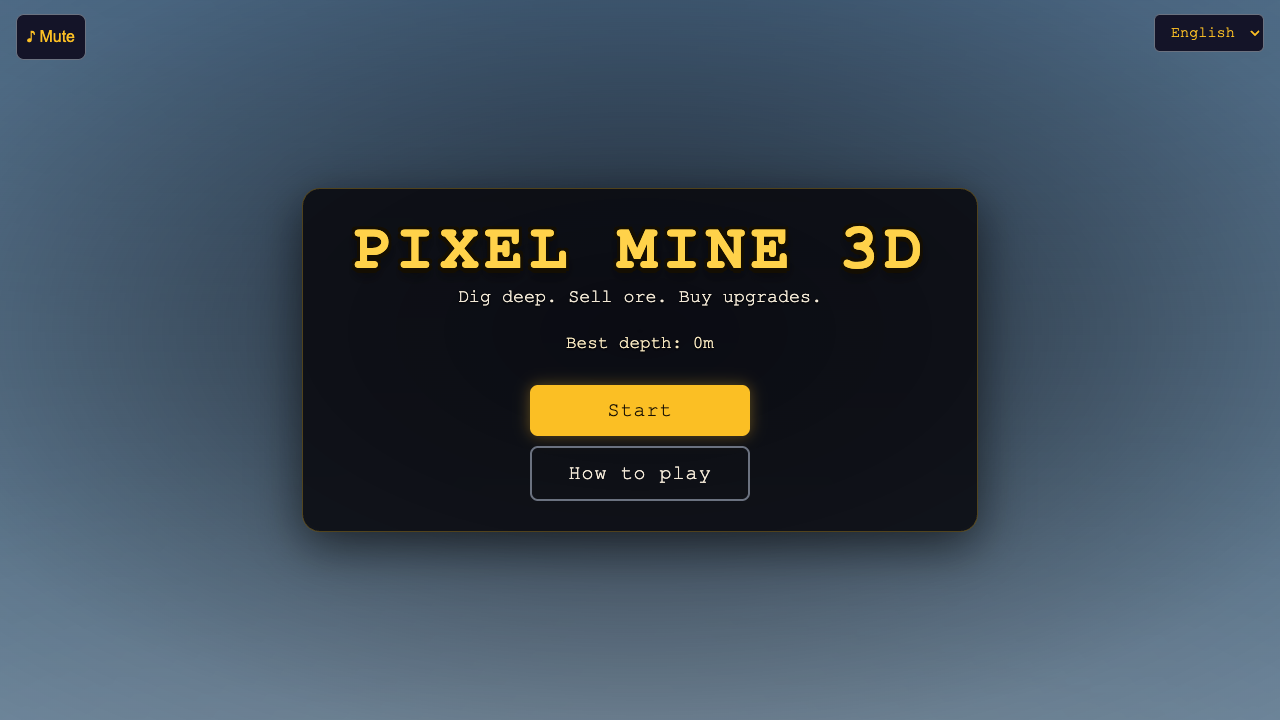 ♪ Mute
English
PIXEL MINE 3D
Dig deep. Sell ore. Buy upgrades.
Best depth: 0m
Start
How to play